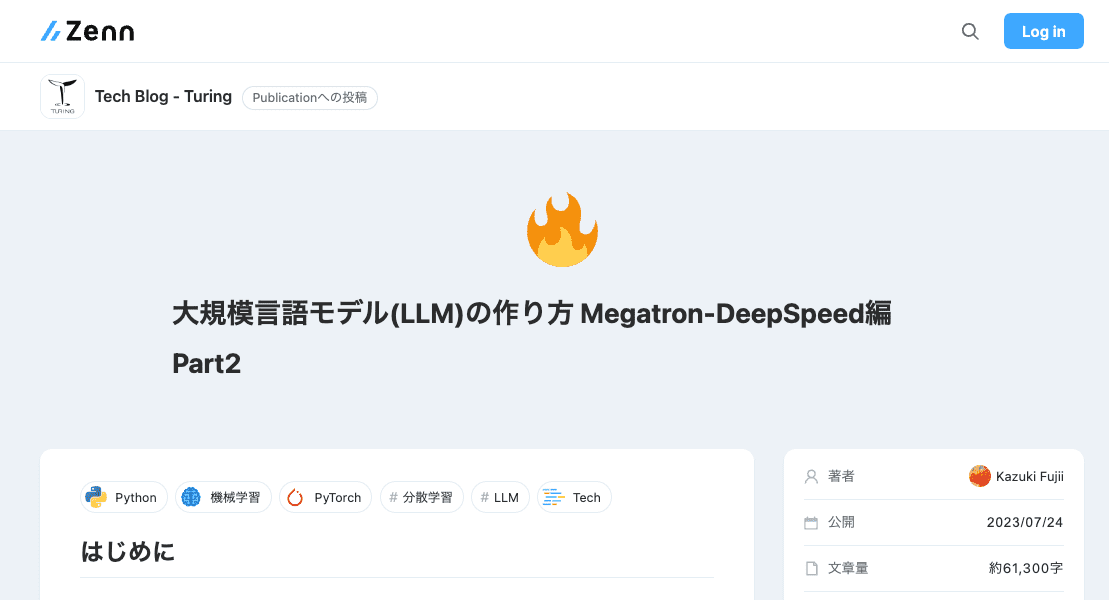 Zenn
Log in
TURING
Tech Blog - Turing
Publicationへの投稿
大規模言語モデル(LLM)の作り方 Megatron-DeepSpeed編
Part2
Python
機械学習
PyTorch
# 分散学習
# LLM
Tech
はじめに
著者
Kazuki Fujii
公開
2023/07/24
文章量
約61,300字